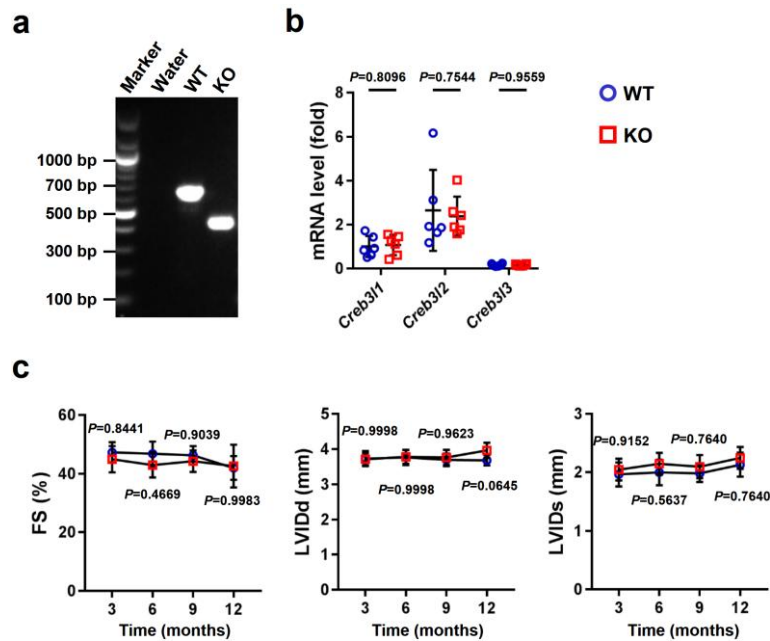 a
Marker
Water
WT
KO
1000 bp
700 bp
500 bp
300 bp
100 bp
b
P=0.8096 P=0.7544 P=0.9559
mRNA level (fold)
8
6
4
2
0
Creb3l1
Creb3l2
Creb3l3
WT
KO
c
FS (%)
60
40
20
0
P=0.8441
P=0.9039
P=0.4669
P=0.9983
3 6 9 12
Time (months)
LVIDd (mm)
5
4
3
2
1
0
P=0.9998
P=0.9623
P=0.9998
P=0.0645
3 6 9 12
Time (months)
LVIDs (mm)
3
2
1
0
P=0.9152
P=0.7640
P=0.5637
P=0.7640
3 6 9 12
Time (months)